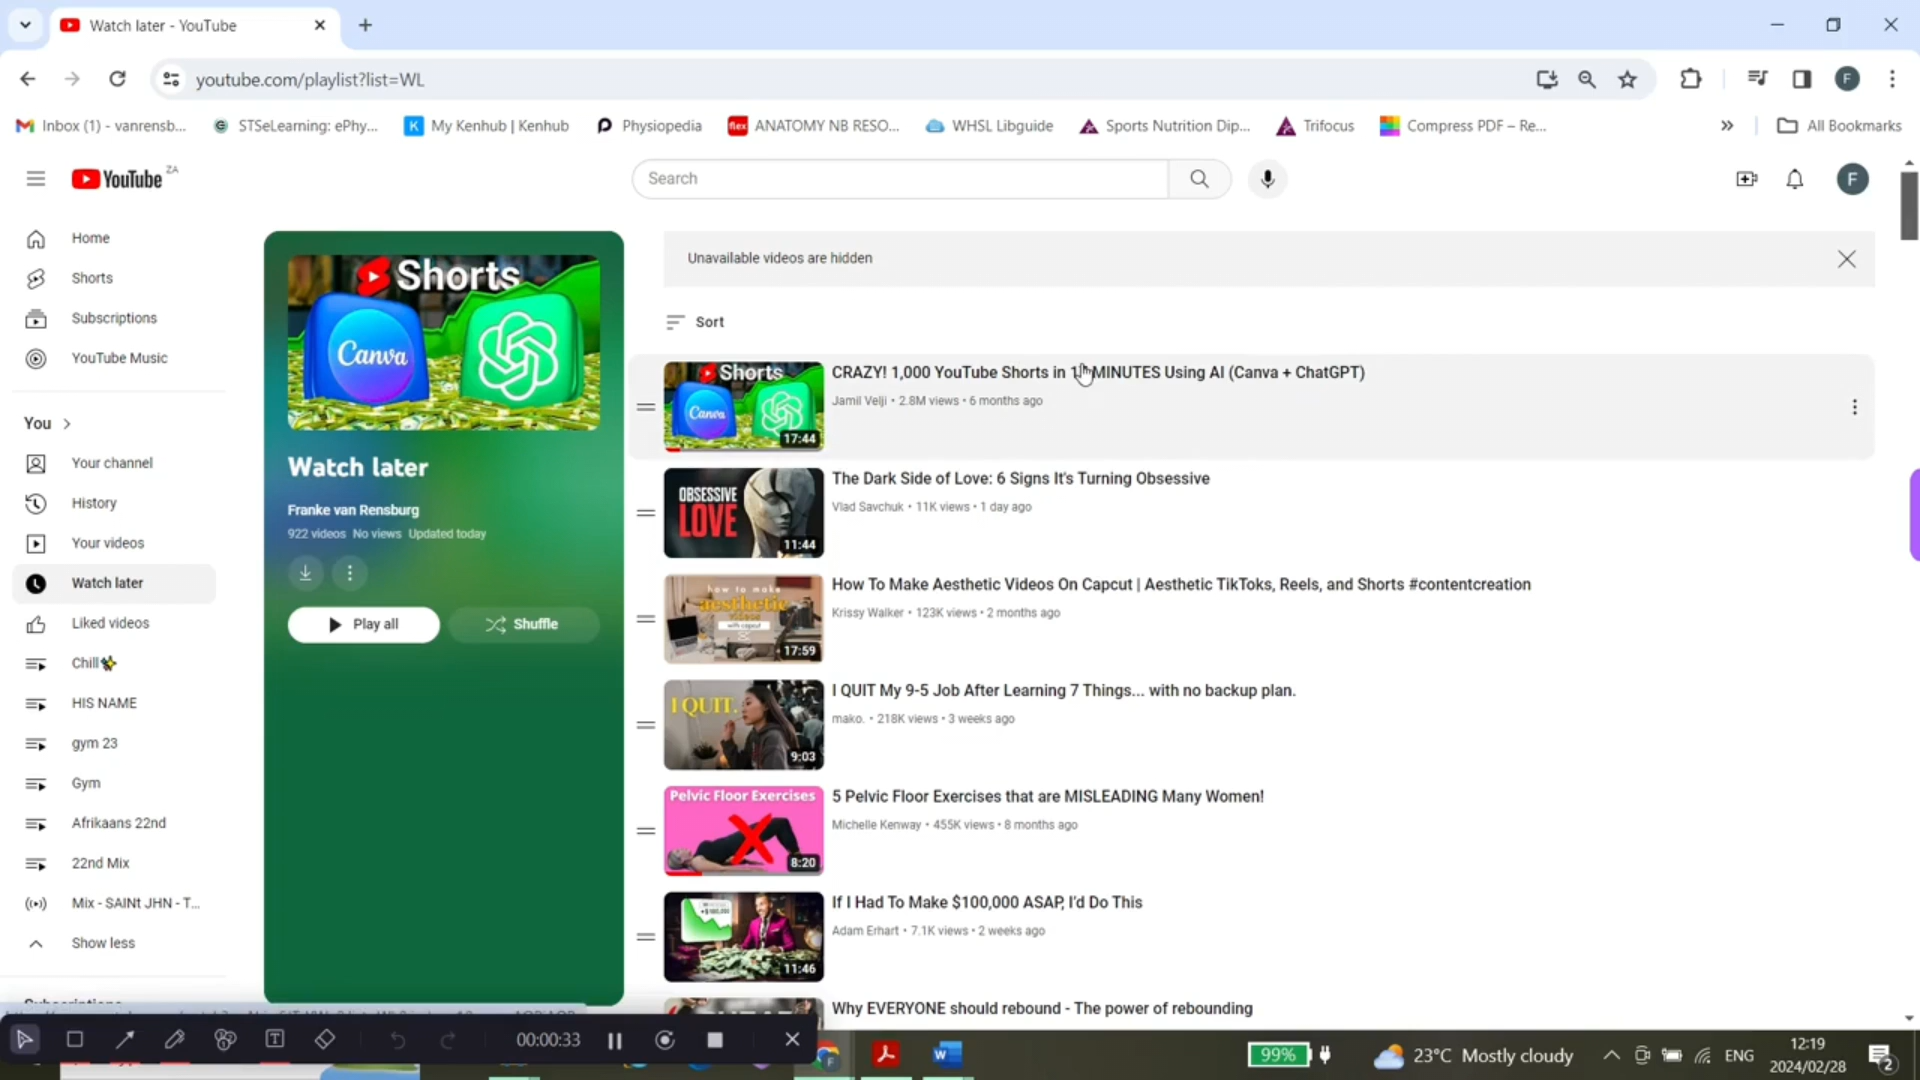 Watch later - YouTube
youtube.com/playlist?list=WL
F
Inbox (1) - vanrensb...
STSeLearning: ePhy...
K
My Kenhub | Kenhub
Physiopedia
flex
ANATOMY NB RESO...
WHSL Libguide
Sports Nutrition Dip...
Trifocus
Compress PDF – Re...
All Bookmarks
YouTube ZA
Search
F
Home
Shorts
Subscriptions
YouTube Music
You
Your channel
History
Your videos
Watch later
Liked videos
Chill
HIS NAME
gym 23
Gym
Afrikaans 22nd
22nd Mix
Mix - SAINt JHN - T...
Show less
Subscriptions
Shorts
Canva
Watch later
Franke van Rensburg
922 videos No views Updated today
Play all
Shuffle
Unavailable videos are hidden
Sort
Shorts
Canva
17:44
CRAZY! 1,000 YouTube Shorts in MINUTES Using AI (Canva + ChatGPT)
Jamil Velji • 2.8M views • 6 months ago
OBSESSIVE
LOVE
11:44
The Dark Side of Love: 6 Signs It's Turning Obsessive
Vlad Savchuk • 11K views • 1 day ago
how to make
aesthetic
videos
with capcut
17:59
How To Make Aesthetic Videos On Capcut | Aesthetic TikToks, Reels, and Shorts #contentcreation
Krissy Walker • 123K views • 2 months ago
I QUIT.
9:03
I QUIT My 9-5 Job After Learning 7 Things... with no backup plan.
mako. • 218K views • 3 weeks ago
Pelvic Floor Exercises
8:20
5 Pelvic Floor Exercises that are MISLEADING Many Women!
Michelle Kenway • 455K views • 8 months ago
+$100,000
11:46
If I Had To Make $100,000 ASAP, I'd Do This
Adam Erhart • 7.1K views • 2 weeks ago
Why EVERYONE should rebound - The power of rebounding
T
00:00:33
99%
23°C Mostly cloudy
ENG
12:19
2024/02/28
2